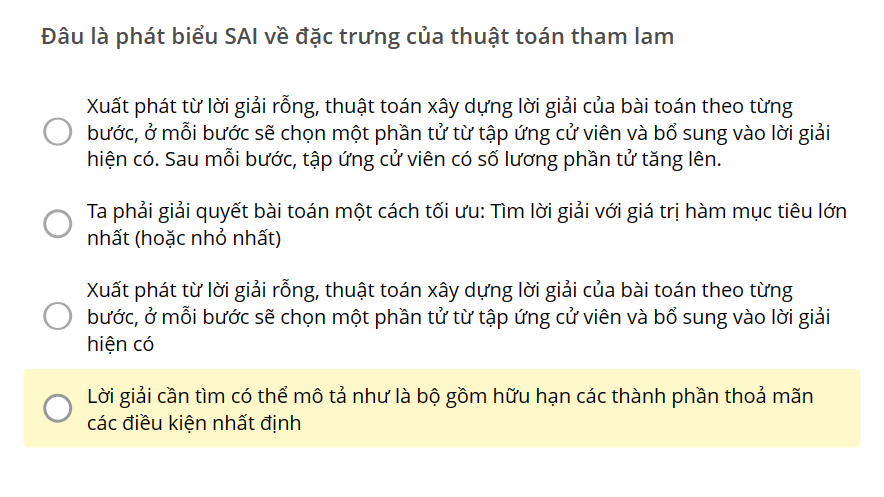 Đâu là phát biểu SAI về đặc trưng của thuật toán tham lam
Xuất phát từ lời giải rỗng, thuật toán xây dựng lời giải của bài toán theo từng
bước, ở mỗi bước sẽ chọn một phần tử từ tập ứng cử viên và bổ sung vào lời giải
hiện có. Sau mỗi bước, tập ứng cử viên có số lương phần tử tăng lên.
Ta phải giải quyết bài toán một cách tối ưu: Tìm lời giải với giá trị hàm mục tiêu lớn
nhất (hoặc nhỏ nhất)
Xuất phát từ lời giải rỗng, thuật toán xây dựng lời giải của bài toán theo từng
bước, ở mỗi bước sẽ chọn một phần tử từ tập ứng cử viên và bổ sung vào lời giải
hiện có
Lời giải cần tìm có thể mô tả như là bộ gồm hữu hạn các thành phần thoả mãn
các điều kiện nhất định